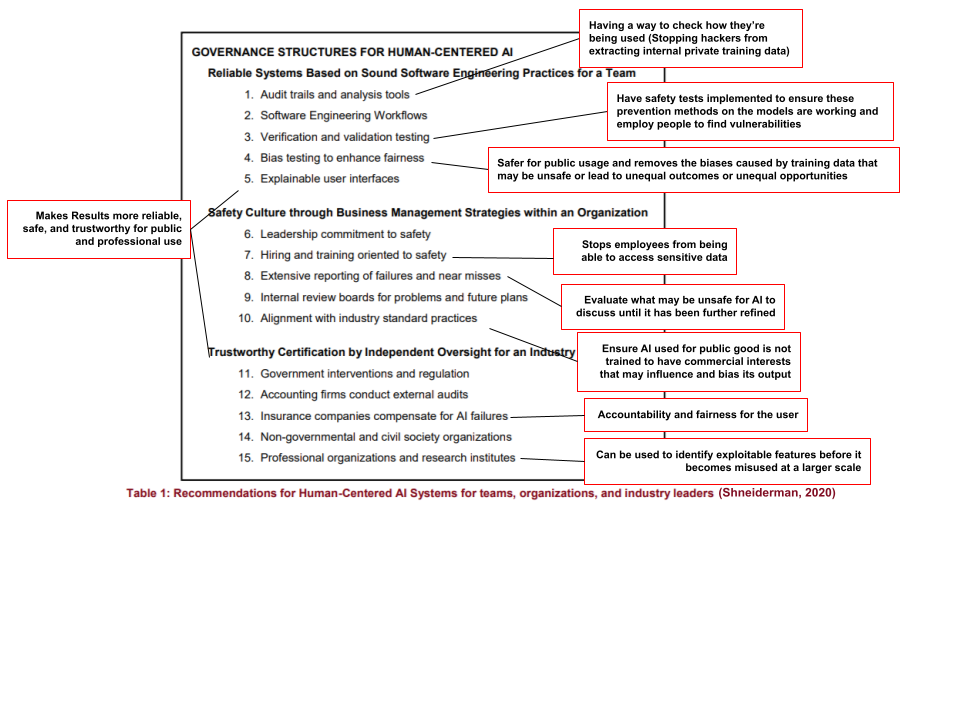 GOVERNANCE STRUCTURES FOR HUMAN-CENTERED AI
Reliable Systems Based on Sound Software Engineering Practices for a Team
1. Audit trails and analysis tools
2. Software Engineering Workflows
3. Verification and validation testing
4. Bias testing to enhance fairness
5. Explainable user interfaces
Safety Culture through Business Management Strategies within an Organization
6. Leadership commitment to safety
7. Hiring and training oriented to safety
8. Extensive reporting of failures and near misses
9. Internal review boards for problems and future plans
10. Alignment with industry standard practices
Trustworthy Certification by Independent Oversight for an Industry
11. Government interventions and regulation
12. Accounting firms conduct external audits
13. Insurance companies compensate for AI failures
14. Non-governmental and civil society organizations
15. Professional organizations and research institutes
Having a way to check how they're
being used (Stopping hackers from
extracting internal private training data)
Have safety tests implemented to ensure these
prevention methods on the models are working and
employ people to find vulnerabilities
Safer for public usage and removes the biases caused by training data that
may be unsafe or lead to unequal outcomes or unequal opportunities
Makes Results more reliable,
safe, and trustworthy for public
and professional use
Stops employees from being
able to access sensitive data
Evaluate what may be unsafe for AI to
discuss until it has been further refined
Ensure AI used for public good is not
trained to have commercial interests
that may influence and bias its output
Accountability and fairness for the user
Can be used to identify exploitable features before it
becomes misused at a larger scale
Table 1: Recommendations for Human-Centered AI Systems for teams, organizations, and industry leaders (Shneiderman, 2020)